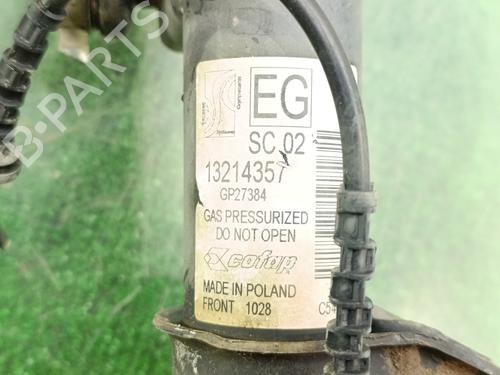 EG
SC 02
13214357
GP27384
GAS PRESSURIZED
DO NOT OPEN
cofap
MADE IN POLAND
FRONT 1028
B-PARTS